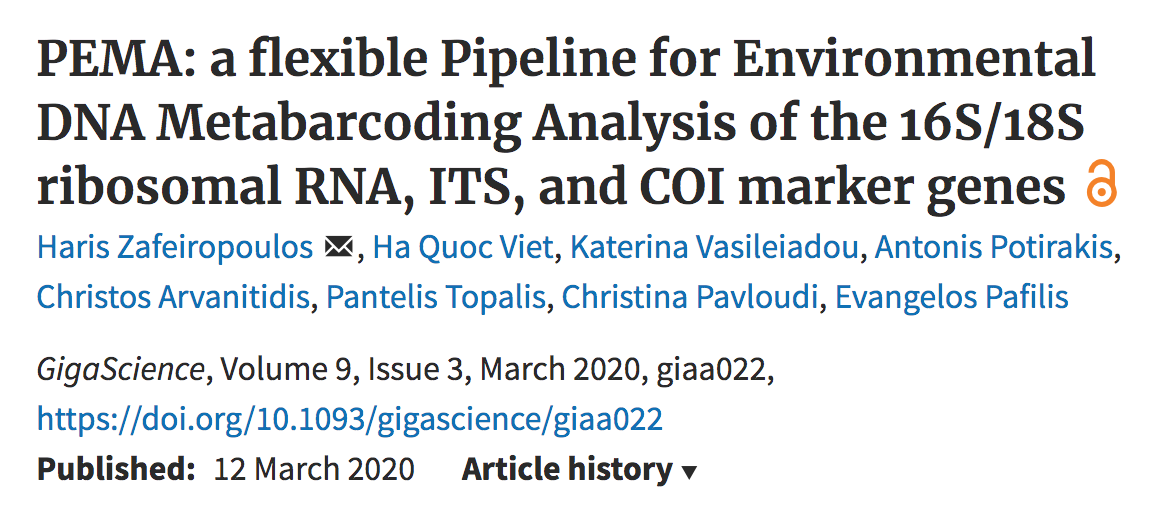 PEMA: a flexible Pipeline for Environmental
DNA Metabarcoding Analysis of the 16S/18S
ribosomal RNA, ITS, and COI marker genes
Haris Zafeiropoulos, Ha Quoc Viet, Katerina Vasileiadou, Antonis Potirakis,
Christos Arvanitidis, Pantelis Topalis, Christina Pavloudi, Evangelos Pafilis
GigaScience, Volume 9, Issue 3, March 2020, giaa022,
https://doi.org/10.1093/gigascience/giaa022
Published: 12 March 2020 Article history ▼